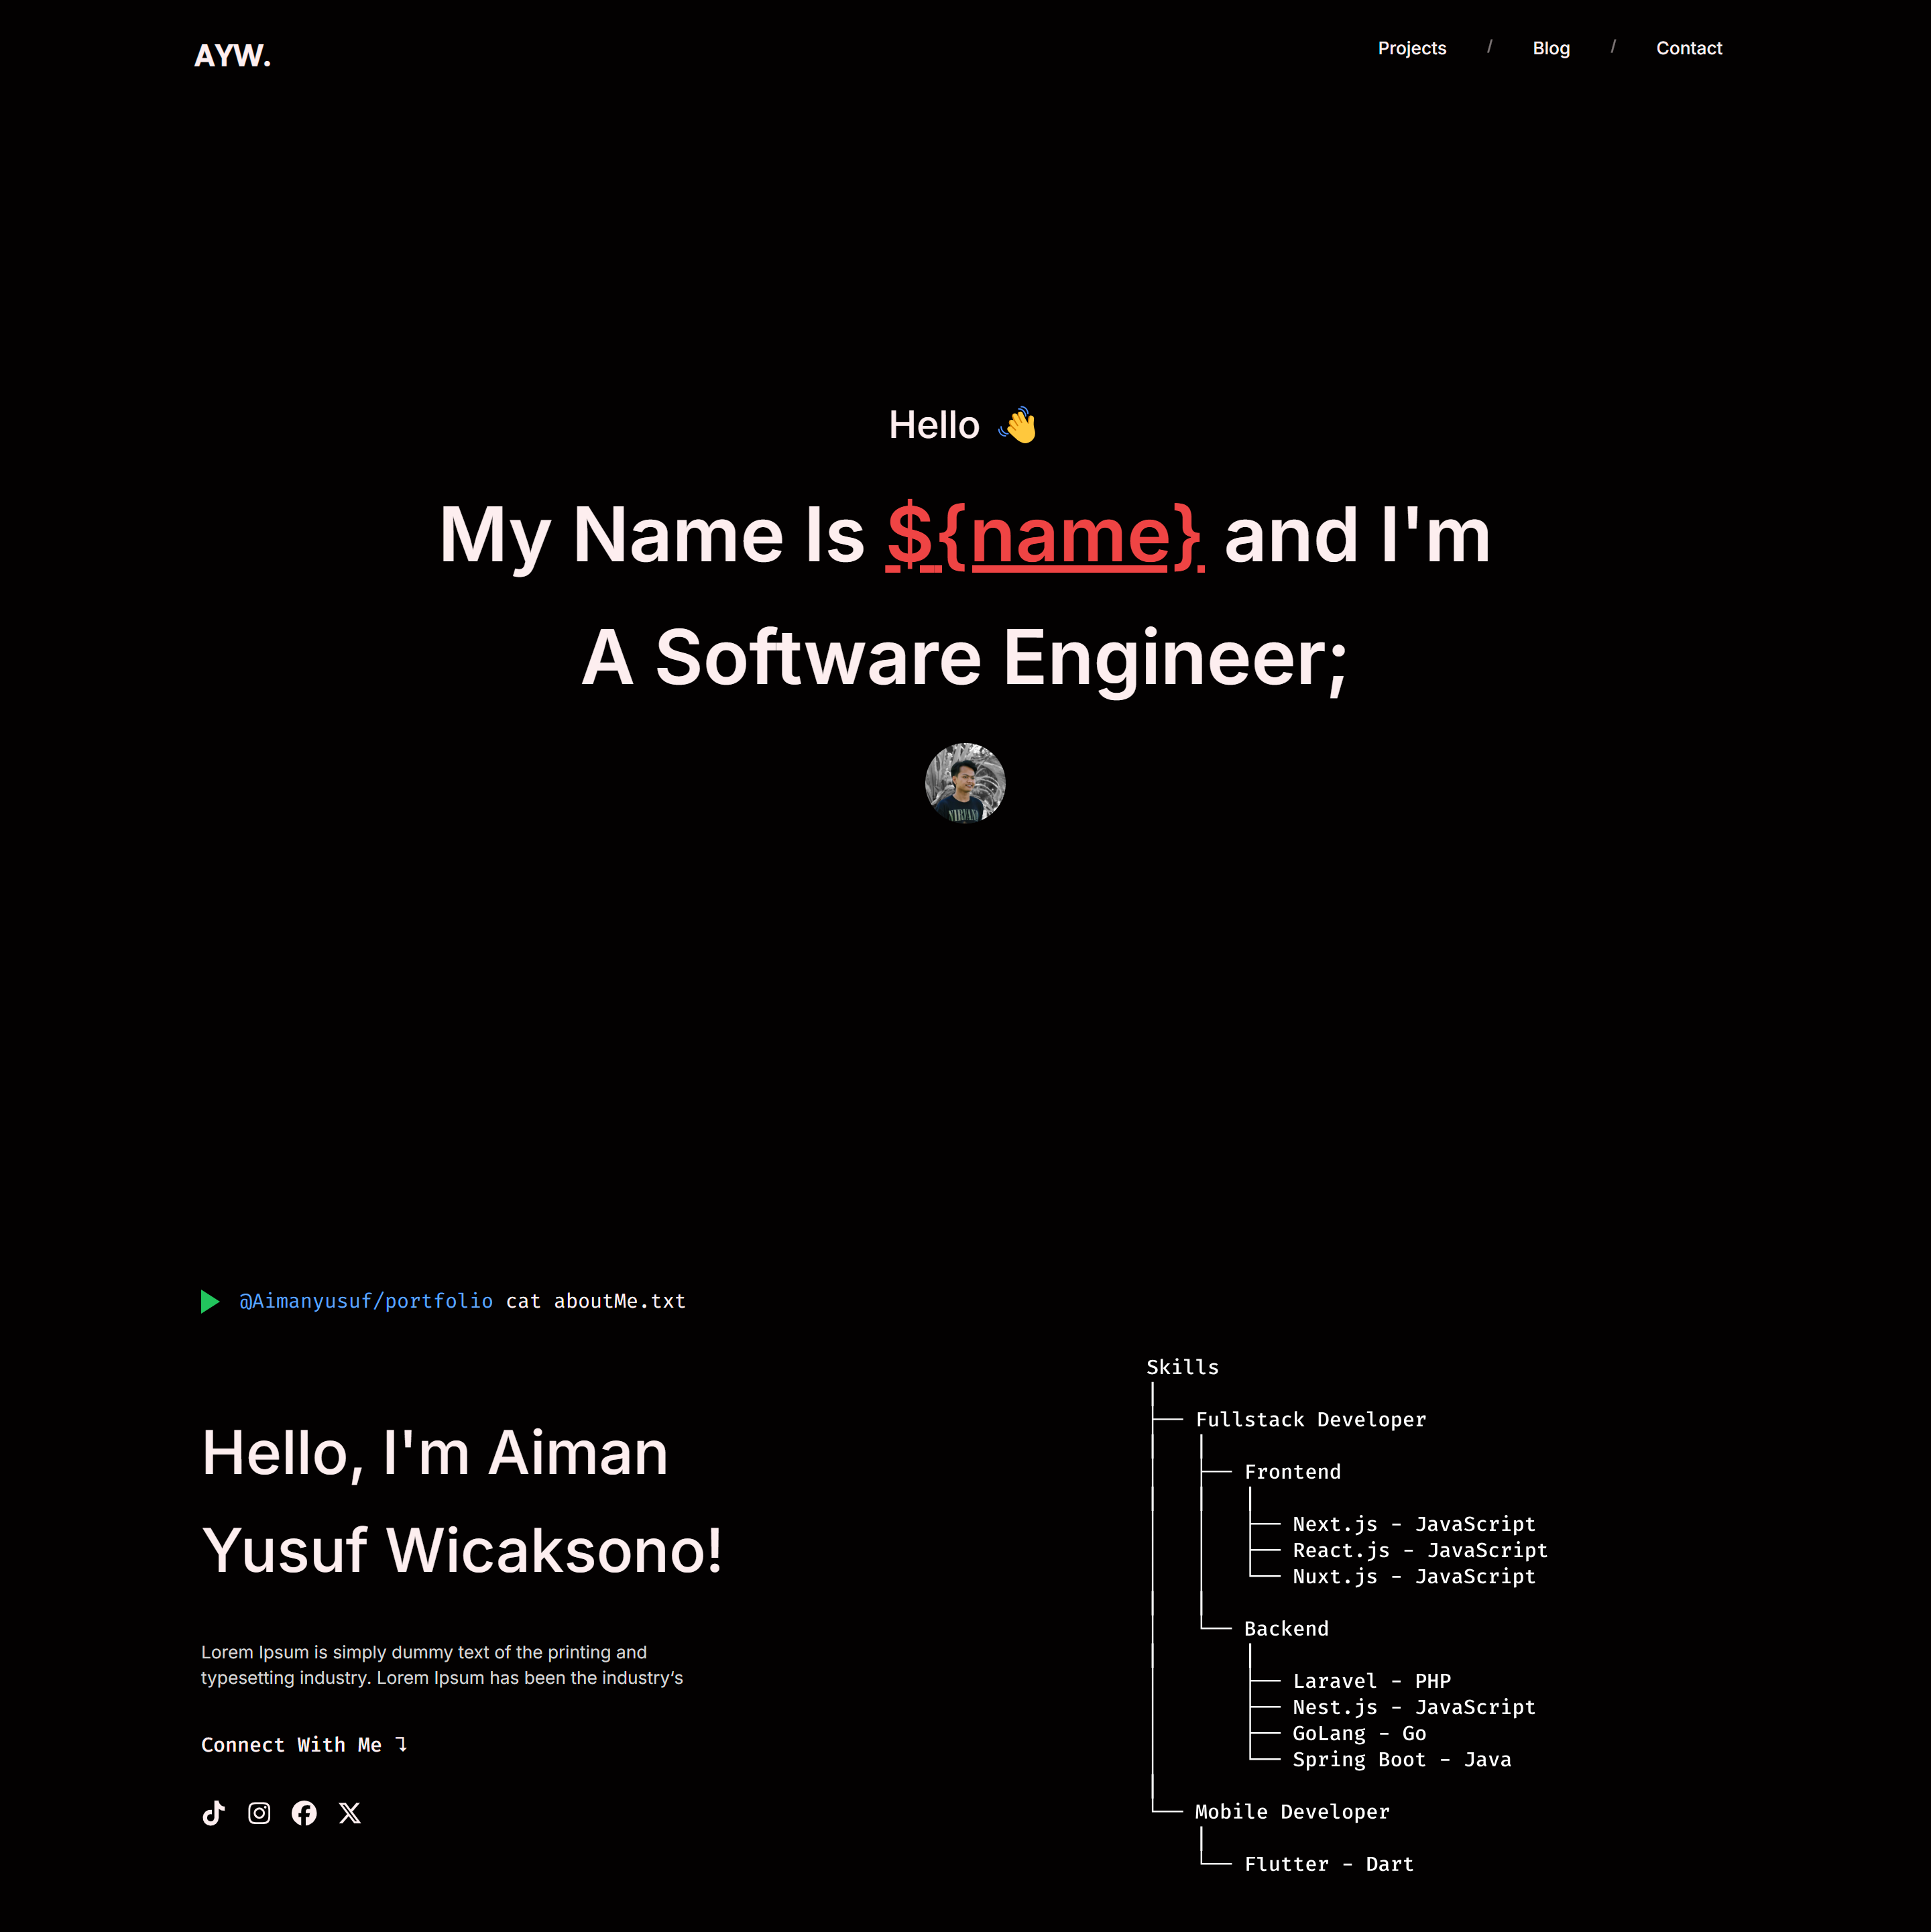 AYW.
Projects / Blog / Contact
Hello 👋
My Name Is ${name} and I'm
A Software Engineer;
NIRVANA
@Aimanyusuf/portfolio cat aboutMe.txt
Hello, I'm Aiman
Yusuf Wicaksono!
Lorem Ipsum is simply dummy text of the printing and
typesetting industry. Lorem Ipsum has been the industry‘s
Connect With Me ↴
Skills
├── Fullstack Developer
├── Frontend
├── Next.js - JavaScript
├── React.js - JavaScript
└── Nuxt.js - JavaScript
└── Backend
├── Laravel - PHP
├── Nest.js - JavaScript
├── GoLang - Go
└── Spring Boot - Java
└── Mobile Developer
└── Flutter - Dart